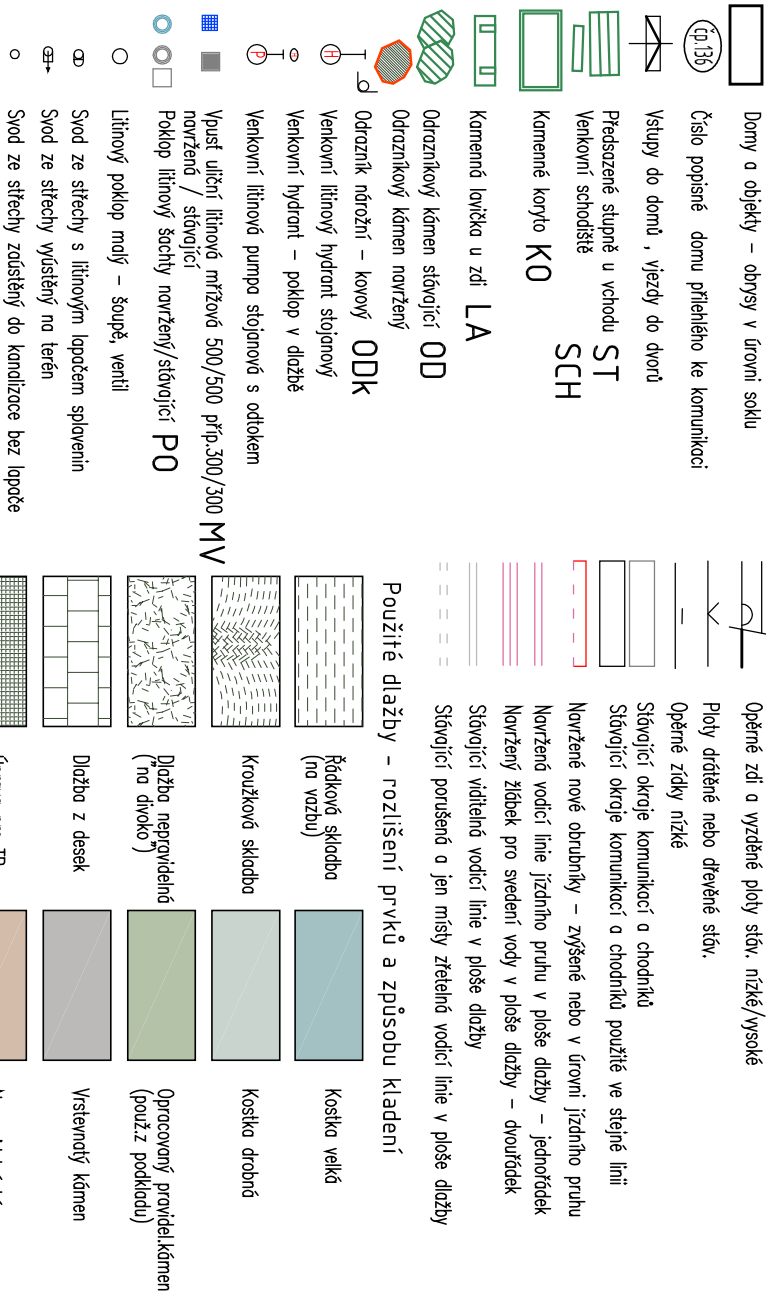 Domy a objekty – obrysy v úrovni soklu
čp.136
Číslo popisné domu přilehlého ke komunikaci
Vstupy do domů , vjezdy do dvorů
Předsazené stupně u vchodu ST
Venkovní schodiště SCH
Kamenné koryto KO
Kamenná lavička u zdi LA
Odrazníkový kámen stávající OD
Odrazníkový kámen navržený
Odrazník nárožní – kovový ODk
H
Venkovní litinový hydrant stojanový
Venkovní hydrant – poklop v dlažbě
P
Venkovní litinová pumpa stojanová s odtokem
Vpusť uliční litinová mřížová 500/500 příp.300/300 MV
navržená / stávající
Poklop litinový šachty navržený/stávající PO
Litinový poklop malý – šoupě, ventil
Svod ze střechy s litinovým lapačem splavenin
Svod ze střechy vyústěný na terén
Svod ze střechy zaústěný do kanalizace bez lapače
Opěrné zdi a vyzděné ploty stáv. nízké/vysoké
Ploty drátěné nebo dřevěné stáv.
Opěrné zídky nízké
Stávající okraje komunikací a chodníků
Stávající okraje komunikací a chodníků použité ve stejné linii
Navržené nové obrubníky – zvýšené nebo v úrovni jízdního pruhu
Navržená vodicí linie jízdního pruhu v ploše dlažby – jednořádek
Navržený žlábek pro svedení vody v ploše dlažby – dvouřádek
Stávající viditelná vodicí linie v ploše dlažby
Stávající porušená a jen místy zřetelná vodicí linie v ploše dlažby
Použité dlažby – rozlišení prvků a způsobu kladení
Řádková skladba
(na vazbu)
Kostka velká
Kroužková skladba
Kostka drobná
Dlažba nepravidelná
("na divoko")
Opracovaný pravidel.kámen
(použ.z podkladu)
Dlažba z desek
Vrstevnatý kámen